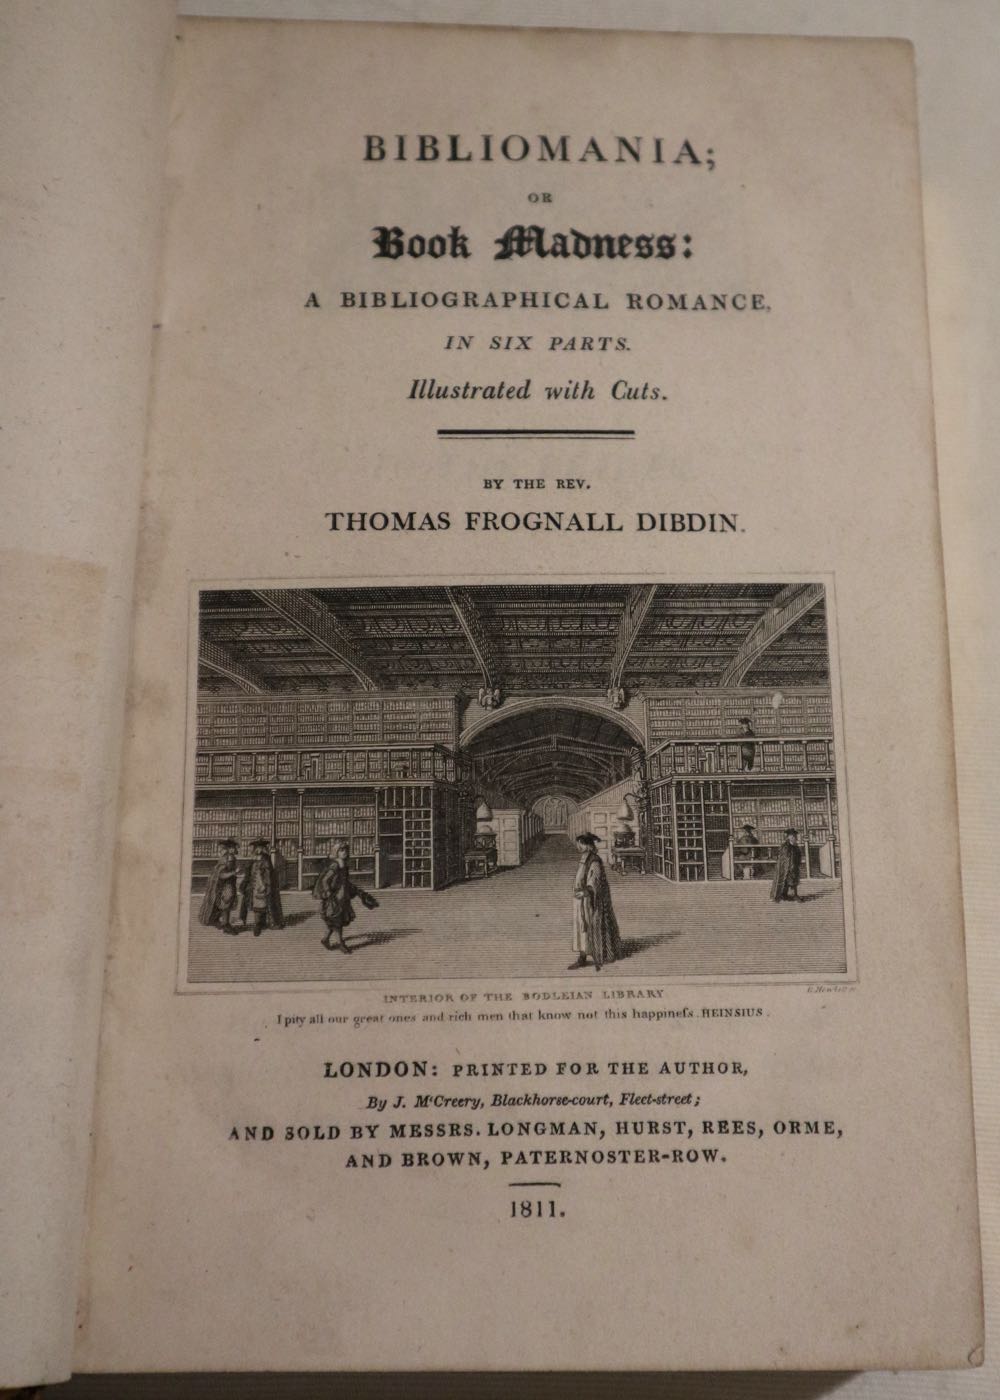 BIBLIOMANIA;
OR
Book Madness:
A BIBLIOGRAPHICAL ROMANCE,
IN SIX PARTS.
Illustrated with Cuts.
BY THE REV.
THOMAS FROGNALL DIBDIN.
INTERIOR OF THE BODLEIAN LIBRARY
I pity all our great ones and rich men that know not this happineſs. HEINSIUS.
LONDON: PRINTED FOR THE AUTHOR,
By J. M‘Creery, Blackhorse-court, Fleet-street;
AND SOLD BY MESSRS. LONGMAN, HURST, REES, ORME,
AND BROWN, PATERNOSTER-ROW.
1811.